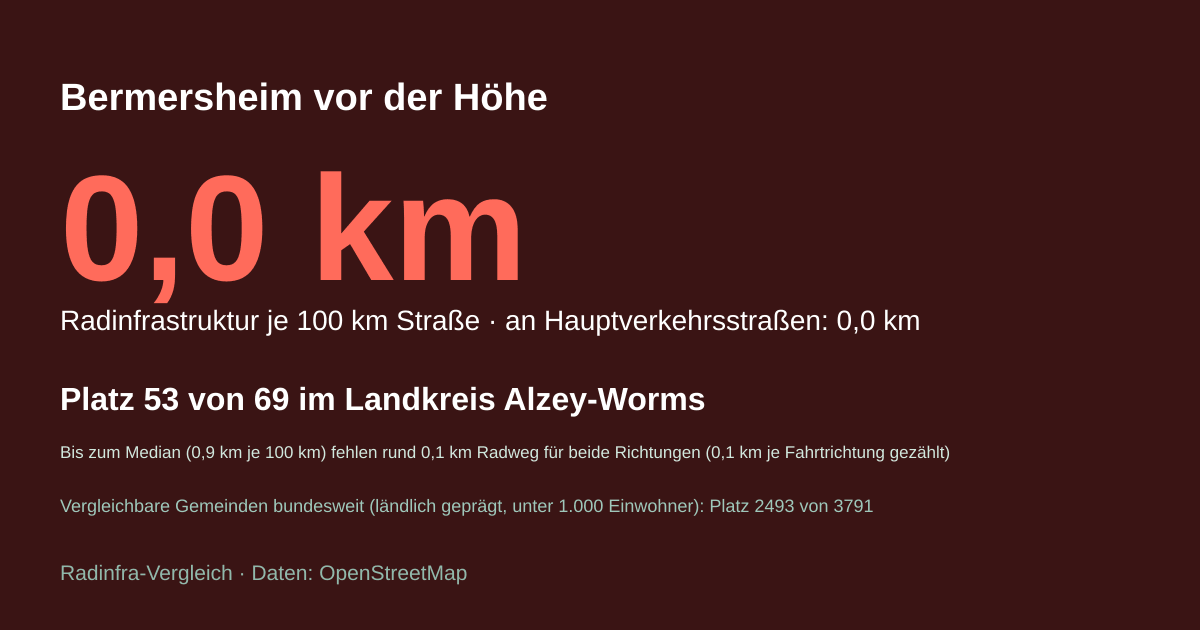 Bermersheim vor der Höhe
0,0 km
Radinfrastruktur je 100 km Straße · an Hauptverkehrsstraßen: 0,0 km
Platz 53 von 69 im Landkreis Alzey-Worms
Bis zum Median (0,9 km je 100 km) fehlen rund 0,1 km Radweg für beide Richtungen (0,1 km je Fahrtrichtung gezählt)
Vergleichbare Gemeinden bundesweit (ländlich geprägt, unter 1.000 Einwohner): Platz 2493 von 3791
Radinfra-Vergleich · Daten: OpenStreetMap